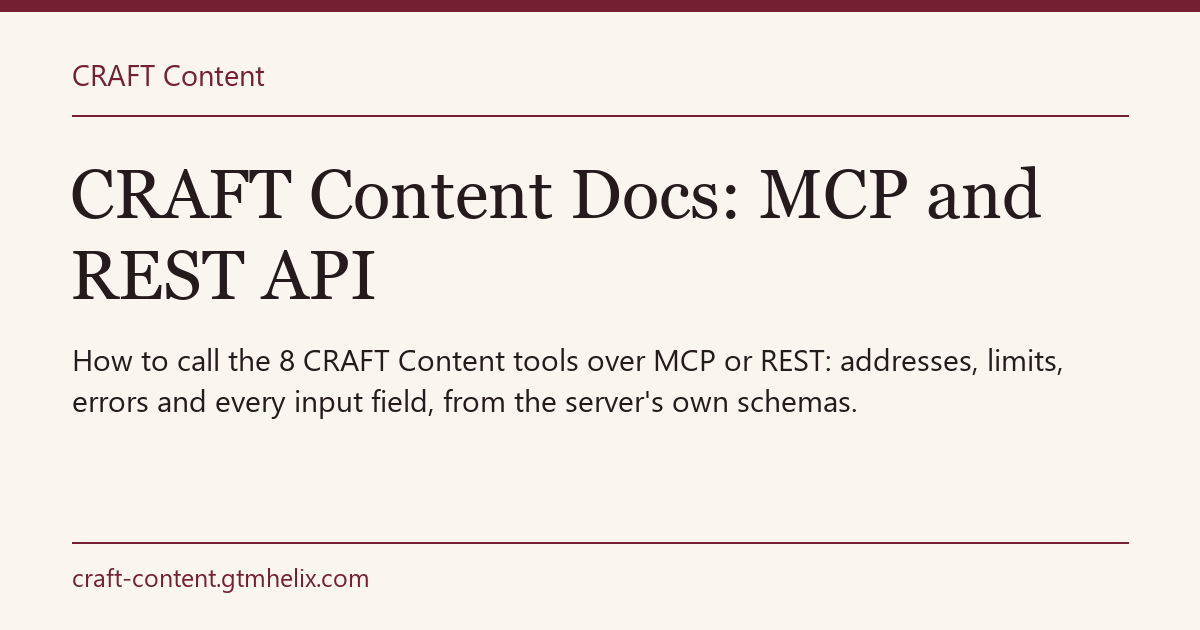 CRAFT Content
CRAFT Content Docs: MCP and
REST API
How to call the 8 CRAFT Content tools over MCP or REST: addresses, limits,
errors and every input field, from the server's own schemas.
craft-content.gtmhelix.com